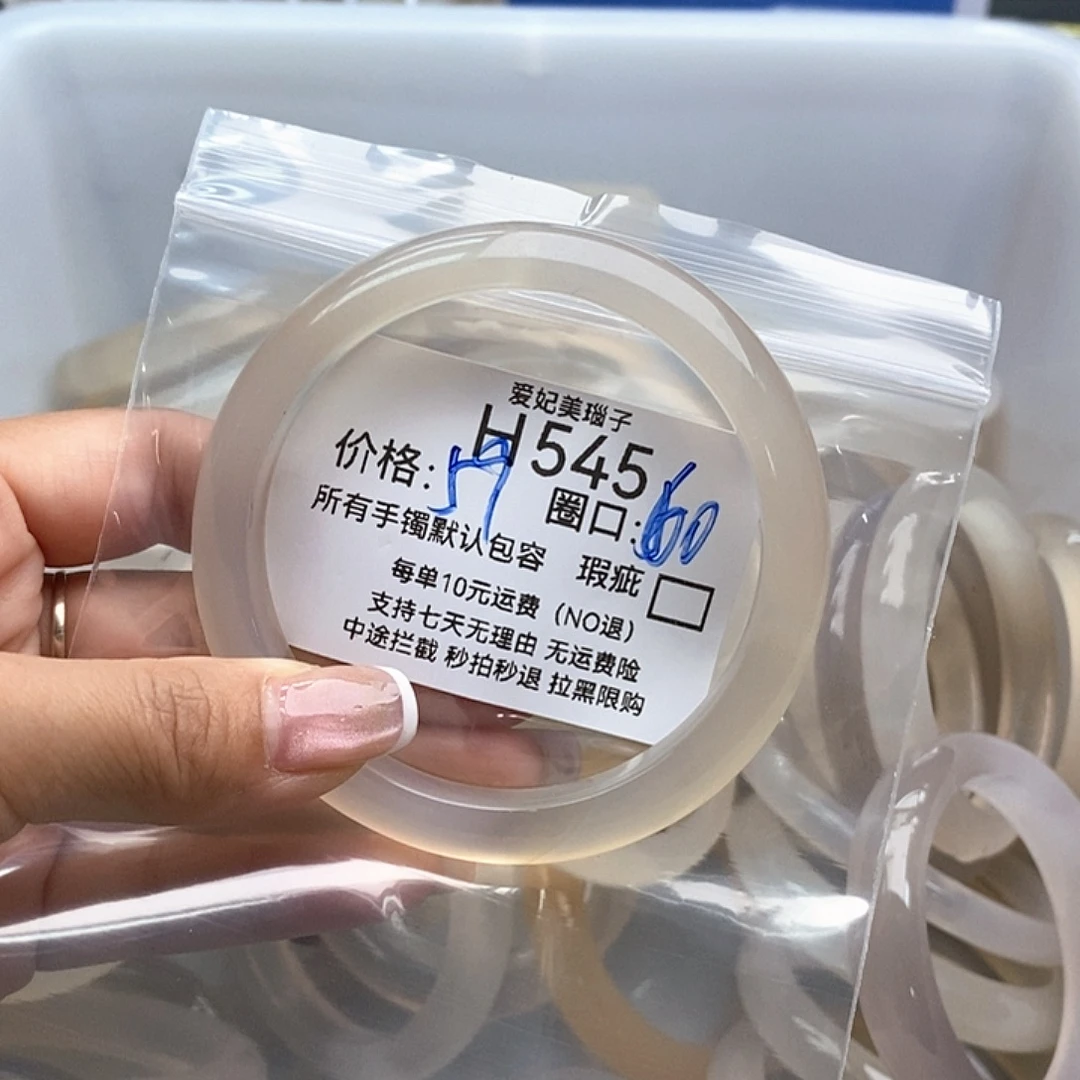 爱妃美瑙子
H545
价格:59 圈口:60
所有手镯默认包容 瑕疵
每单10元运费（NO退）
支持七天无理由 无运费险
中途拦截 秒拍秒退 拉黑限购